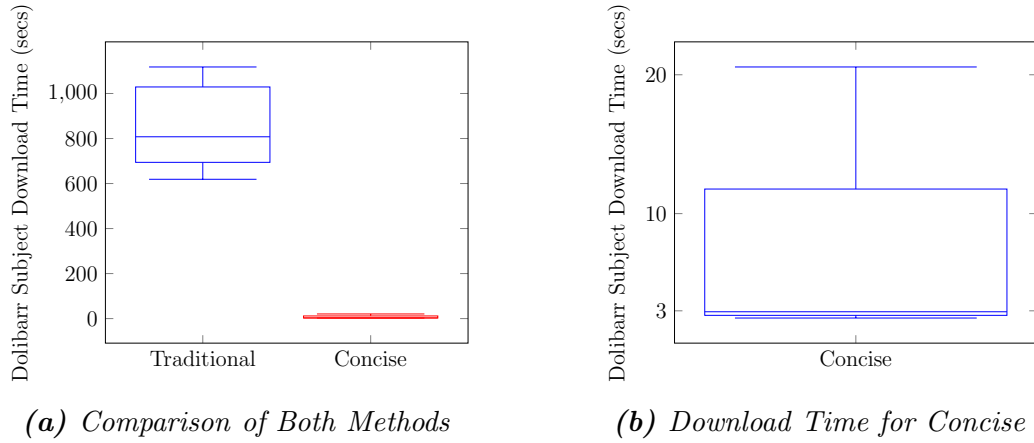 Dolibarr Subject Download Time (secs)
1,000
800
600
400
200
0
Traditional
Concise
(a) Comparison of Both Methods
Dolibarr Subject Download Time (secs)
20
10
3
Concise
(b) Download Time for Concise